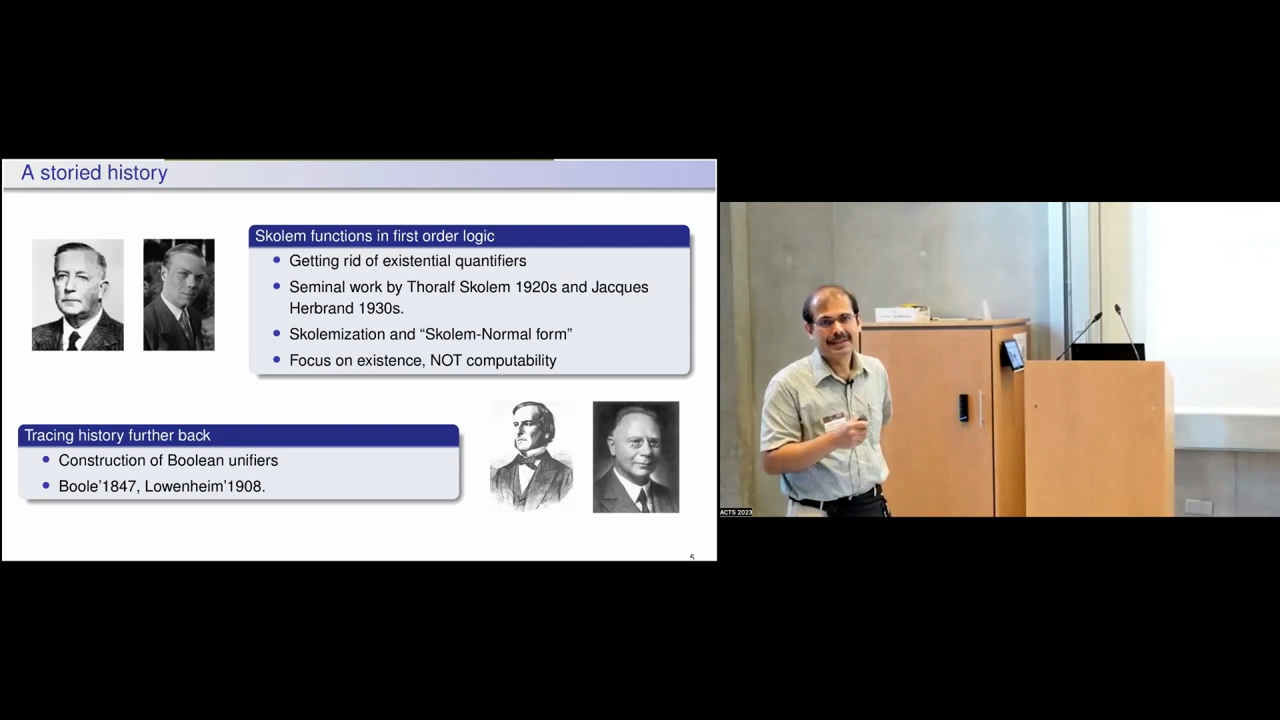 A storied history
Skolem functions in first order logic
Getting rid of existential quantifiers
Seminal work by Thoralf Skolem 1920s and Jacques
Herbrand 1930s.
Skolemization and “Skolem-Normal form”
Focus on existence, NOT computability
Tracing history further back
Construction of Boolean unifiers
Boole’1847, Lowenheim’1908.
5
ACTS 2023